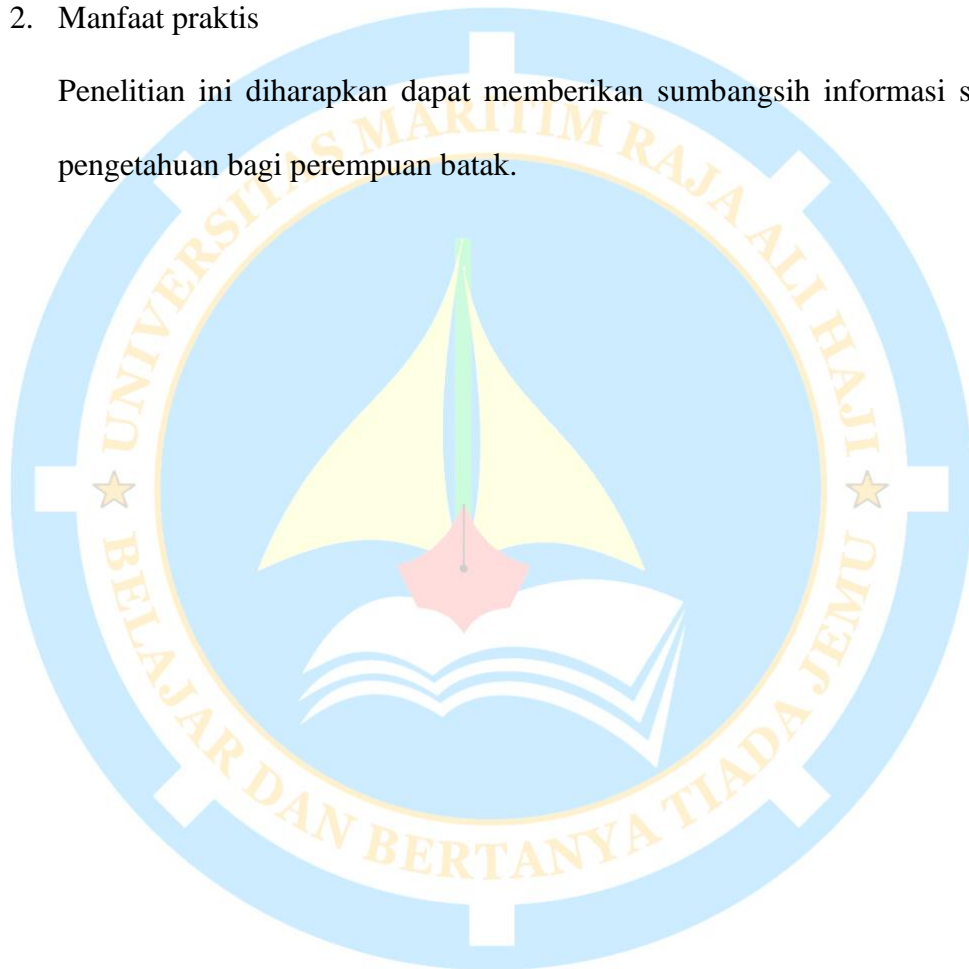 2. Manfaat praktis
Penelitian ini diharapkan dapat memberikan sumbangsih informasi s
pengetahuan bagi perempuan batak.
UNIVERSITAS MARITIM RAJA ALI HAJI
BELAJAR DAN BERTANYA TIADA JEMU